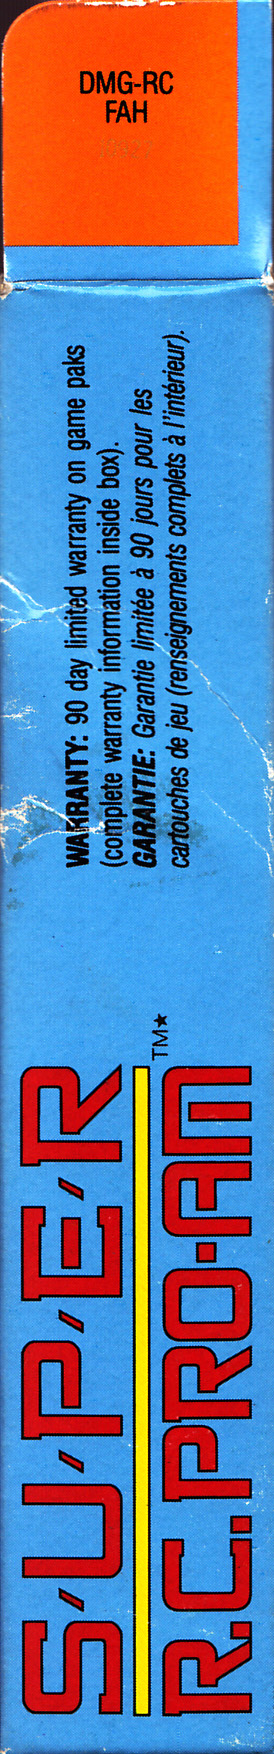 DMG-RC
FAH
WARRANTY: 90 day limited warranty on game paks
(complete warranty information inside box).
GARANTIE: Garantie limitée à 90 jours pour les
cartouches de jeu (renseignements complets à l'intérieur).
S·U·P·E·R
R.C. PRO-AM
TM★